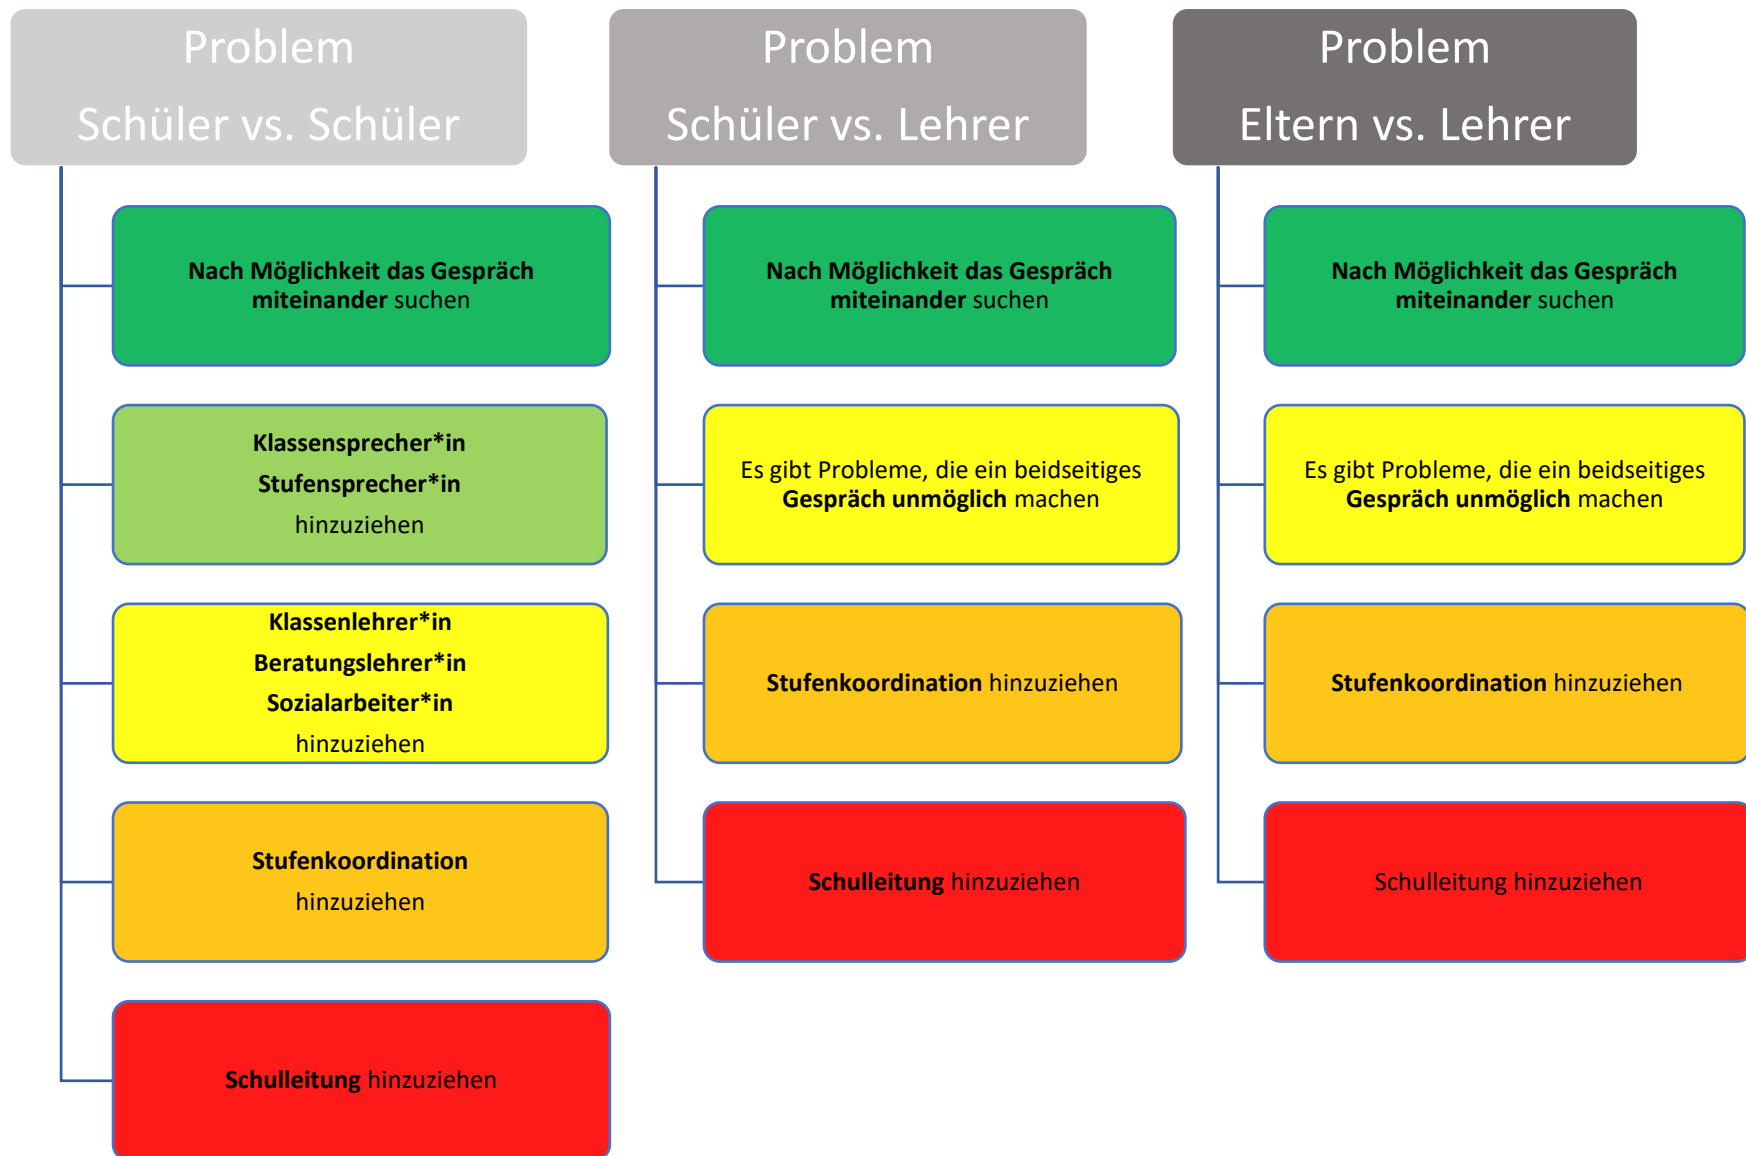 Problem
Schüler vs. Schüler
Nach Möglichkeit das Gespräch
miteinander suchen
Klassensprecher*in
Stufensprecher*in
hinzuziehen
Klassenlehrer*in
Beratungslehrer*in
Sozialarbeiter*in
hinzuziehen
Stufenkoordination
hinzuziehen
Schulleitung hinzuziehen
Problem
Schüler vs. Lehrer
Nach Möglichkeit das Gespräch
miteinander suchen
Es gibt Probleme, die ein beidseitiges
Gespräch unmöglich machen
Stufenkoordination hinzuziehen
Schulleitung hinzuziehen
Problem
Eltern vs. Lehrer
Nach Möglichkeit das Gespräch
miteinander suchen
Es gibt Probleme, die ein beidseitiges
Gespräch unmöglich machen
Stufenkoordination hinzuziehen
Schulleitung hinzuziehen